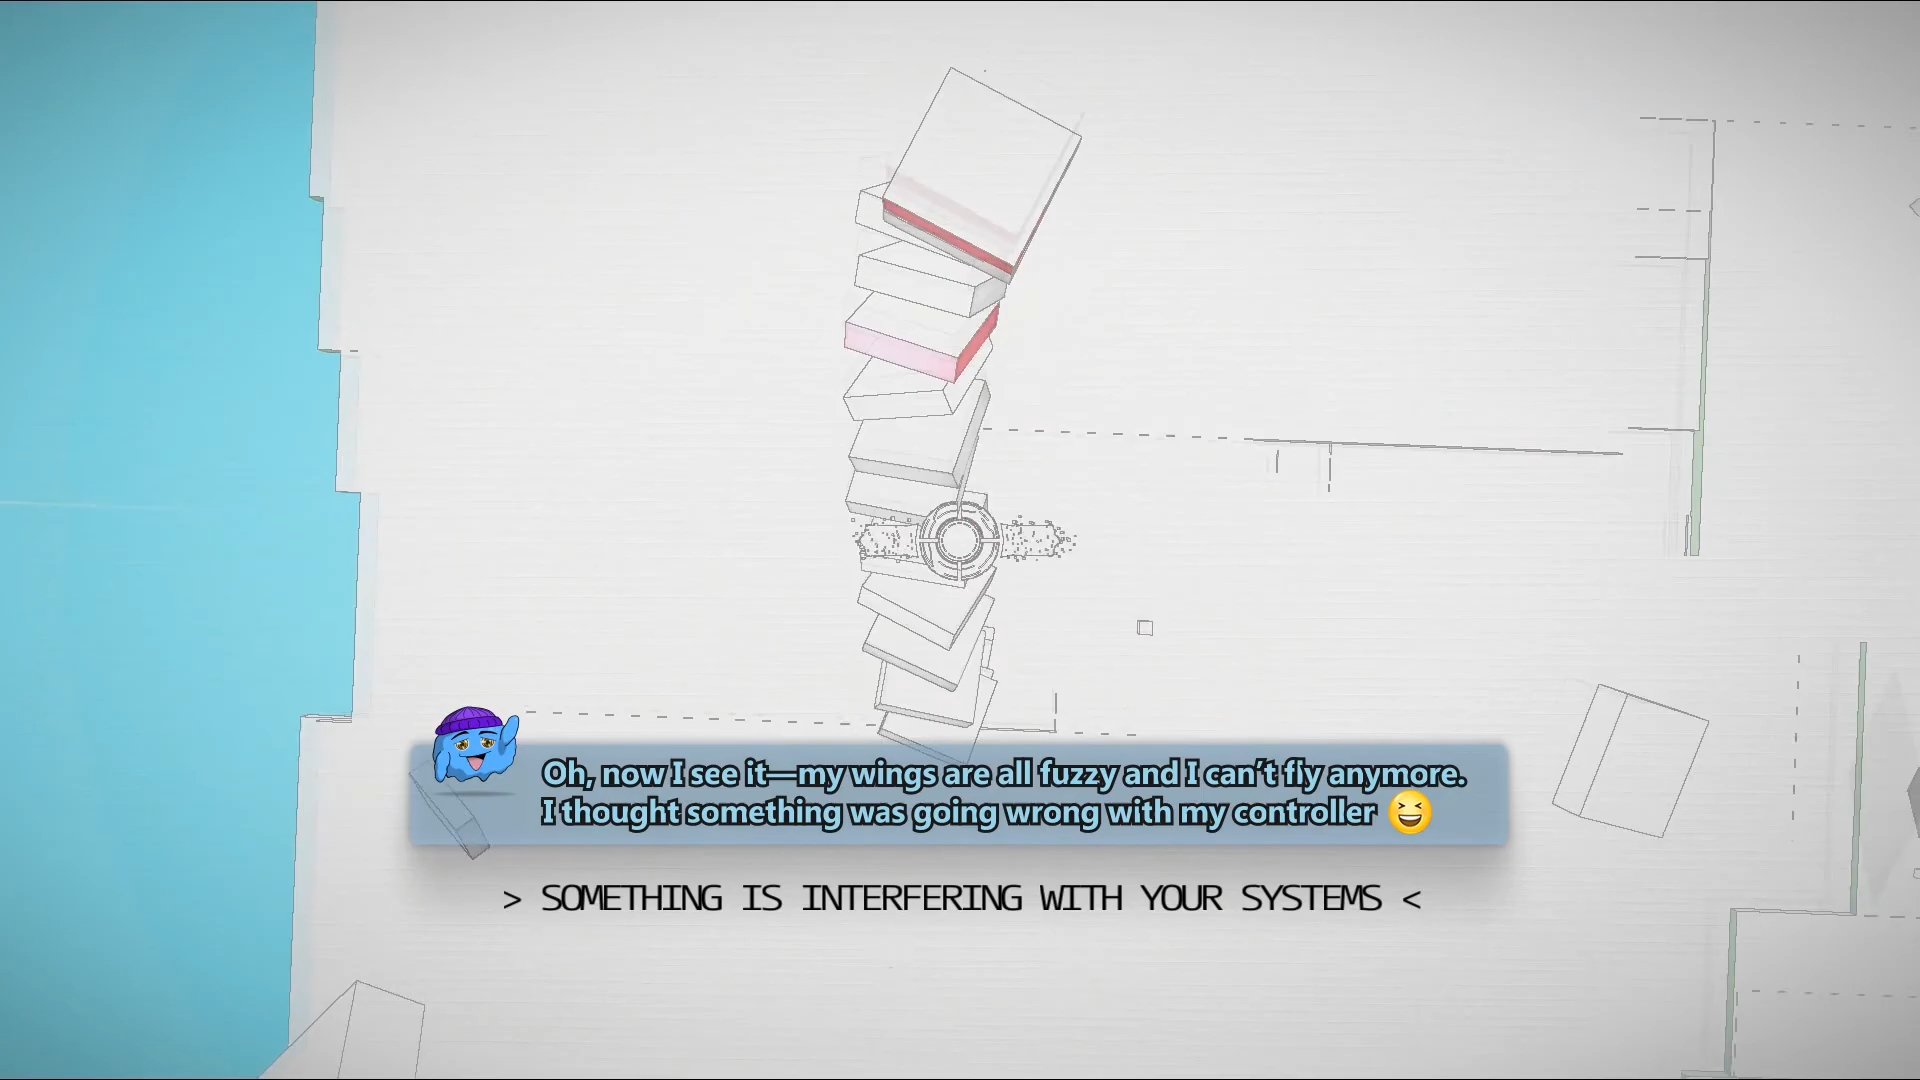 Oh, now I see it—my wings are all fuzzy and I can’t fly anymore.
I thought something was going wrong with my controller 😆
> SOMETHING IS INTERFERING WITH YOUR SYSTEMS <